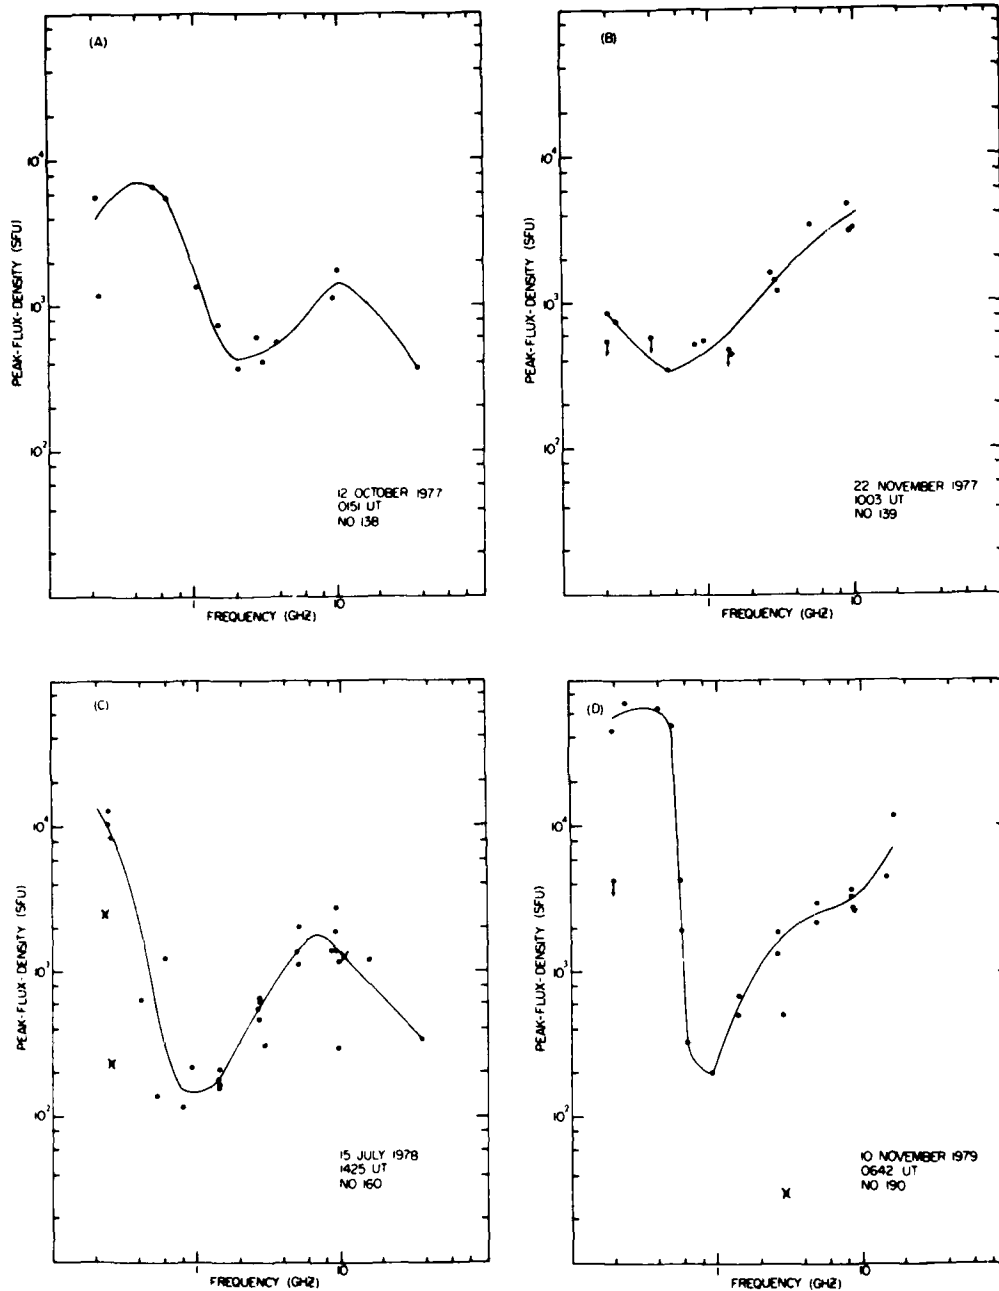 (A)
10⁴
10³
10²
PEAK-FLUX-DENSITY (SFU)
12 OCTOBER 1977
0151 UT
NO 138
1
10
FREQUENCY (GHZ)
(B)
10⁴
10³
10²
PEAK-FLUX-DENSITY (SFU)
22 NOVEMBER 1977
1003 UT
NO 139
1
10
FREQUENCY (GHZ)
(C)
10⁴
10³
10²
PEAK-FLUX-DENSITY (SFU)
15 JULY 1978
1425 UT
NO 160
1
10
FREQUENCY (GHZ)
(D)
10⁴
10³
10²
PEAK-FLUX-DENSITY (SFU)
10 NOVEMBER 1979
0642 UT
NO 190
1
10
FREQUENCY (GHZ)